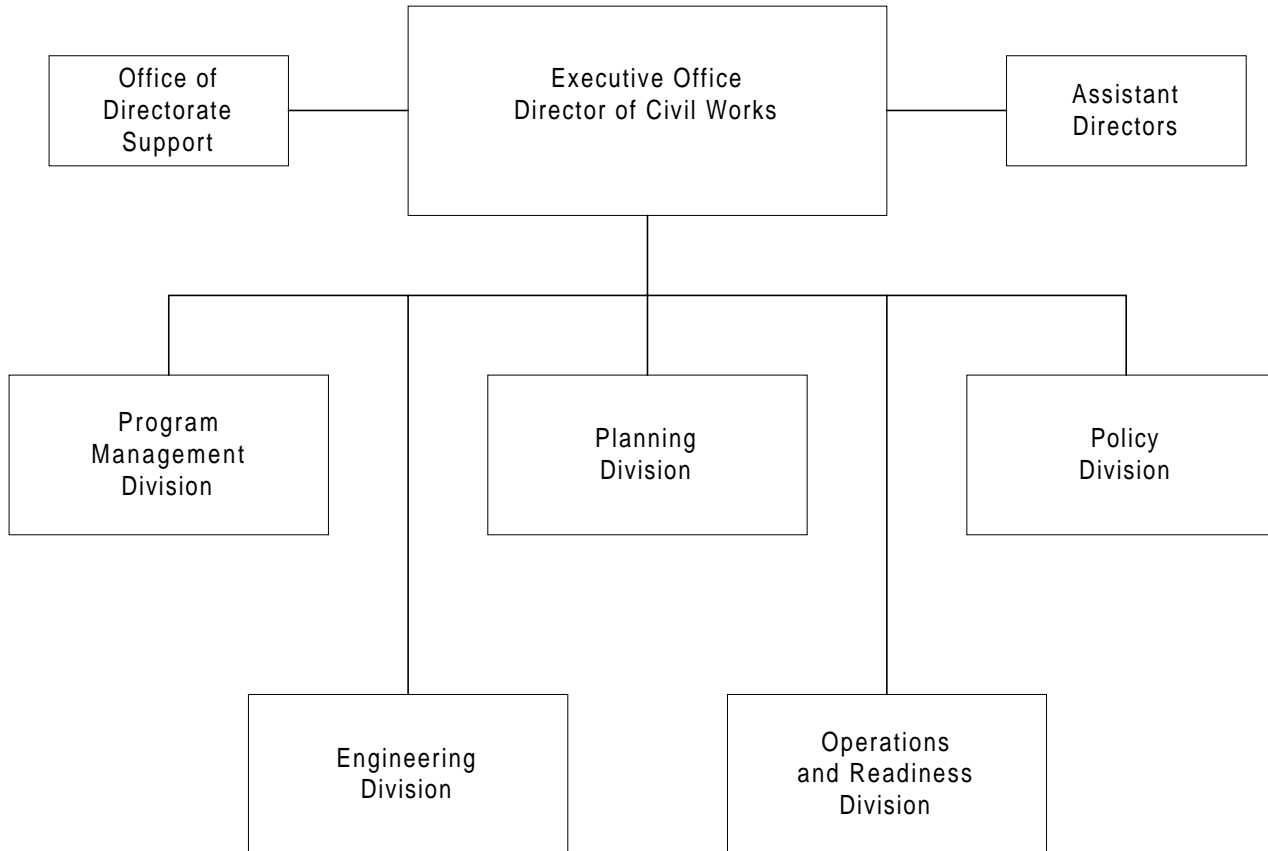 Office of
Directorate
Support
Executive Office
Director of Civil Works
Assistant
Directors
Program
Management
Division
Planning
Division
Policy
Division
Engineering
Division
Operations
and Readiness
Division